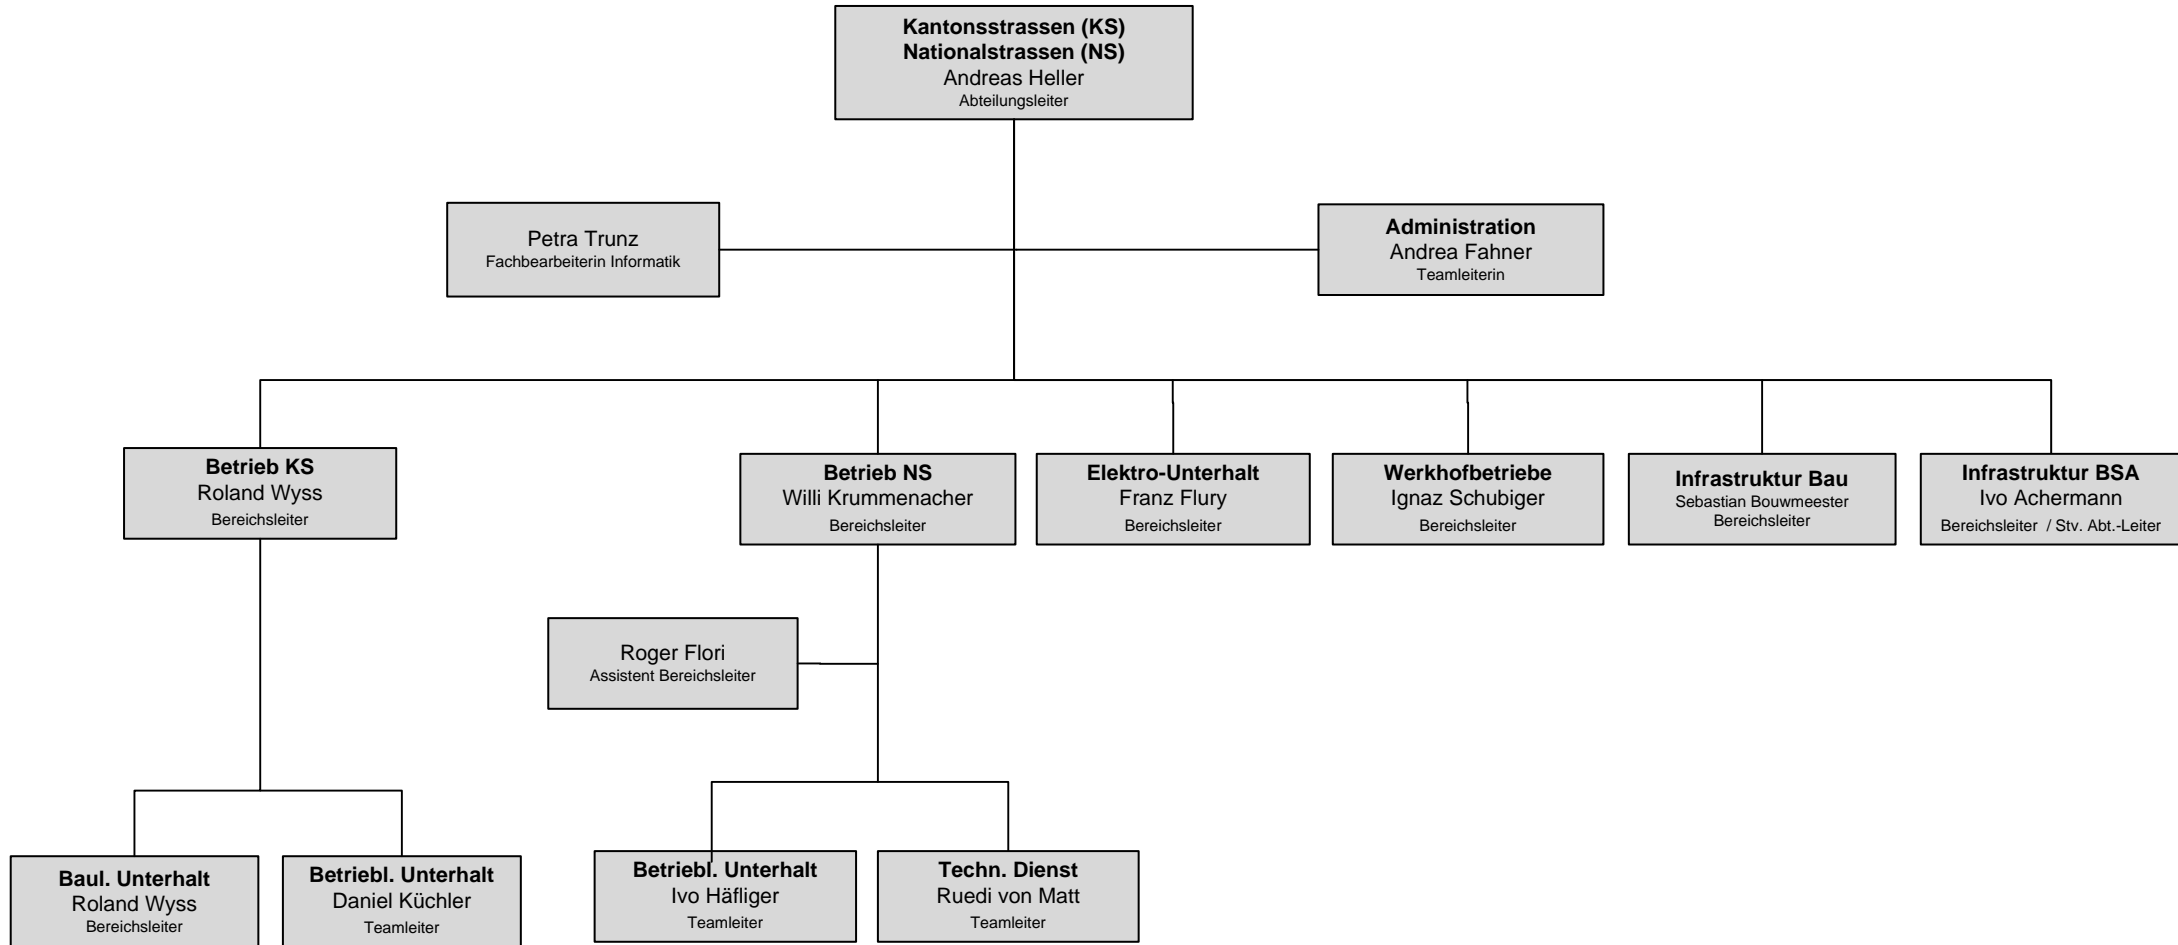 Kantonsstrassen (KS)
Nationalstrassen (NS)
Andreas Heller
Abteilungsleiter
Petra Trunz
Fachbearbeiterin Informatik
Administration
Andrea Fahner
Teamleiterin
Betrieb KS
Roland Wyss
Bereichsleiter
Betrieb NS
Willi Krummenacher
Bereichsleiter
Elektro-Unterhalt
Franz Flury
Bereichsleiter
Werkhofbetriebe
Ignaz Schubiger
Bereichsleiter
Infrastruktur Bau
Sebastian Bouwmeester
Bereichsleiter
Infrastruktur BSA
Ivo Achermann
Bereichsleiter / Stv. Abt.-Leiter
Roger Flori
Assistent Bereichsleiter
Baul. Unterhalt
Roland Wyss
Bereichsleiter
Betriebl. Unterhalt
Daniel Küchler
Teamleiter
Betriebl. Unterhalt
Ivo Häfliger
Teamleiter
Techn. Dienst
Ruedi von Matt
Teamleiter